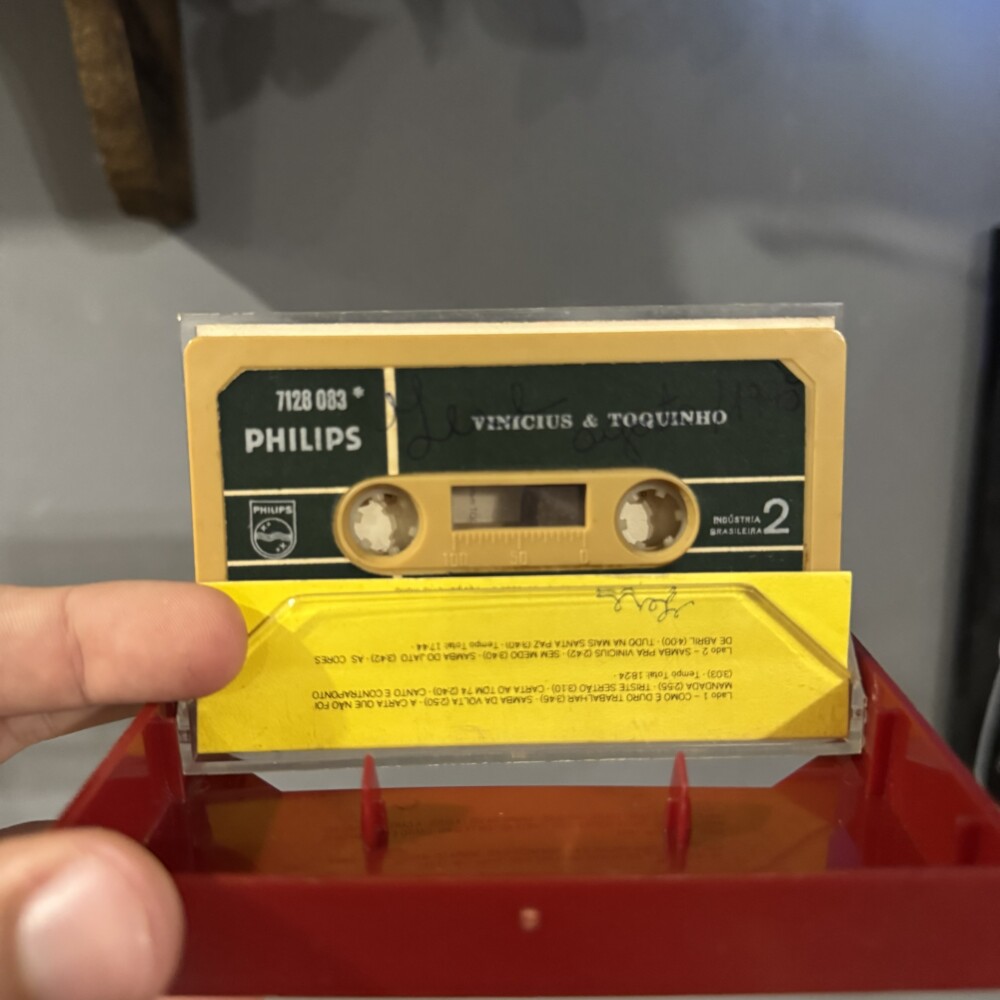 7128 083 *
PHILIPS
VINICIUS & TOQUINHO
PHILIPS
INDÚSTRIA
BRASILEIRA
2
100 50 0
Lado 1 – COMO É DURO TRABALHAR (3:46) · SAMBA DA VOLTA (2:50) · A CARTA QUE NÃO FOI
MANDADA (2:55) · TRISTE SERTÃO (3:10) · CARTA AO TOM 74 (2:40) · CANTO E CONTRAPONTO
(3:03) · Tempo Total: 18:24 ·
Lado 2 – SAMBA PRA VINICIUS (2:42) · SEM MEDO (3:40) · SAMBA DO JATO (3:42) · AS CORES
DE ABRIL (4:00) · TUDO NA MAIS SANTA PAZ (3:40) · Tempo Total: 17:44